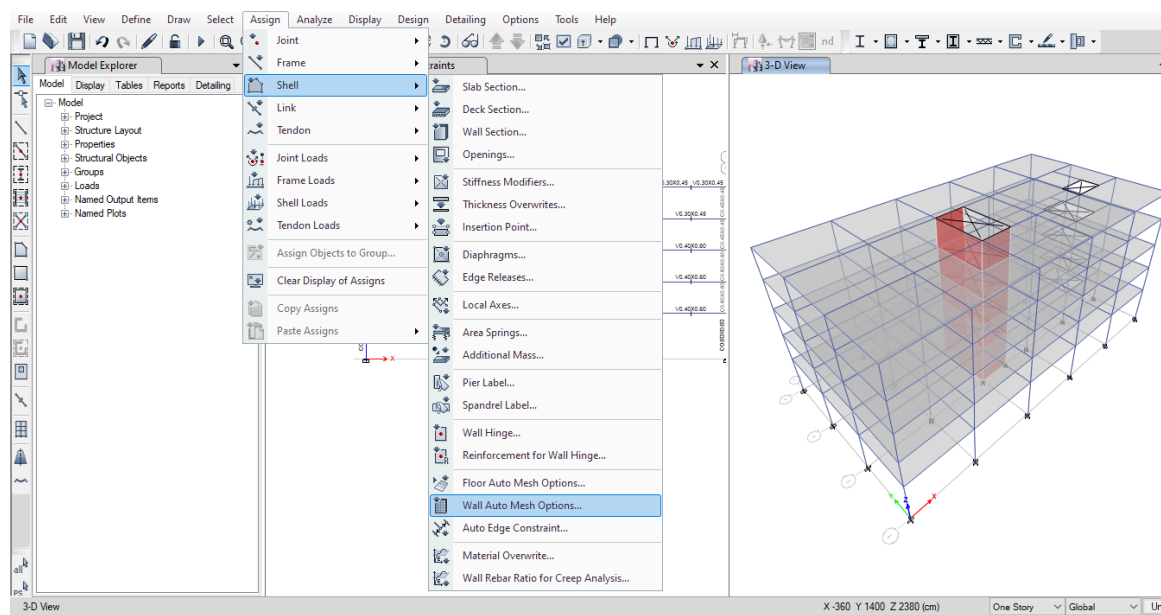 File Edit View Define Draw Select Assign Analyze Display Design Detailing Options Tools Help
nd
Model Explorer
raints
3-D View
Model Display Tables Reports Detailing
Model
Project
Structure Layout
Properties
Structural Objects
Groups
Loads
Named Output Items
Named Plots
Joint
Frame
Shell
Link
Tendon
Joint Loads
Frame Loads
Shell Loads
Tendon Loads
Assign Objects to Group...
Clear Display of Assigns
Copy Assigns
Paste Assigns
Slab Section...
Deck Section...
Wall Section...
Openings...
Stiffness Modifiers...
Thickness Overwrites...
Insertion Point...
Diaphragms...
Edge Releases...
Local Axes...
Area Springs...
Additional Mass...
Pier Label...
Spandrel Label...
Wall Hinge...
Reinforcement for Wall Hinge...
Floor Auto Mesh Options...
Wall Auto Mesh Options...
Auto Edge Constraint...
Material Overwrite...
Wall Rebar Ratio for Creep Analysis...
V0.30X0.45
V0.30X0.45
V0.40X0.60
V0.40X0.60
V0.40X0.60
X
Y
Z
X
all
ps
3-D View
X -360 Y 1400 Z 2380 (cm)
One Story
Global